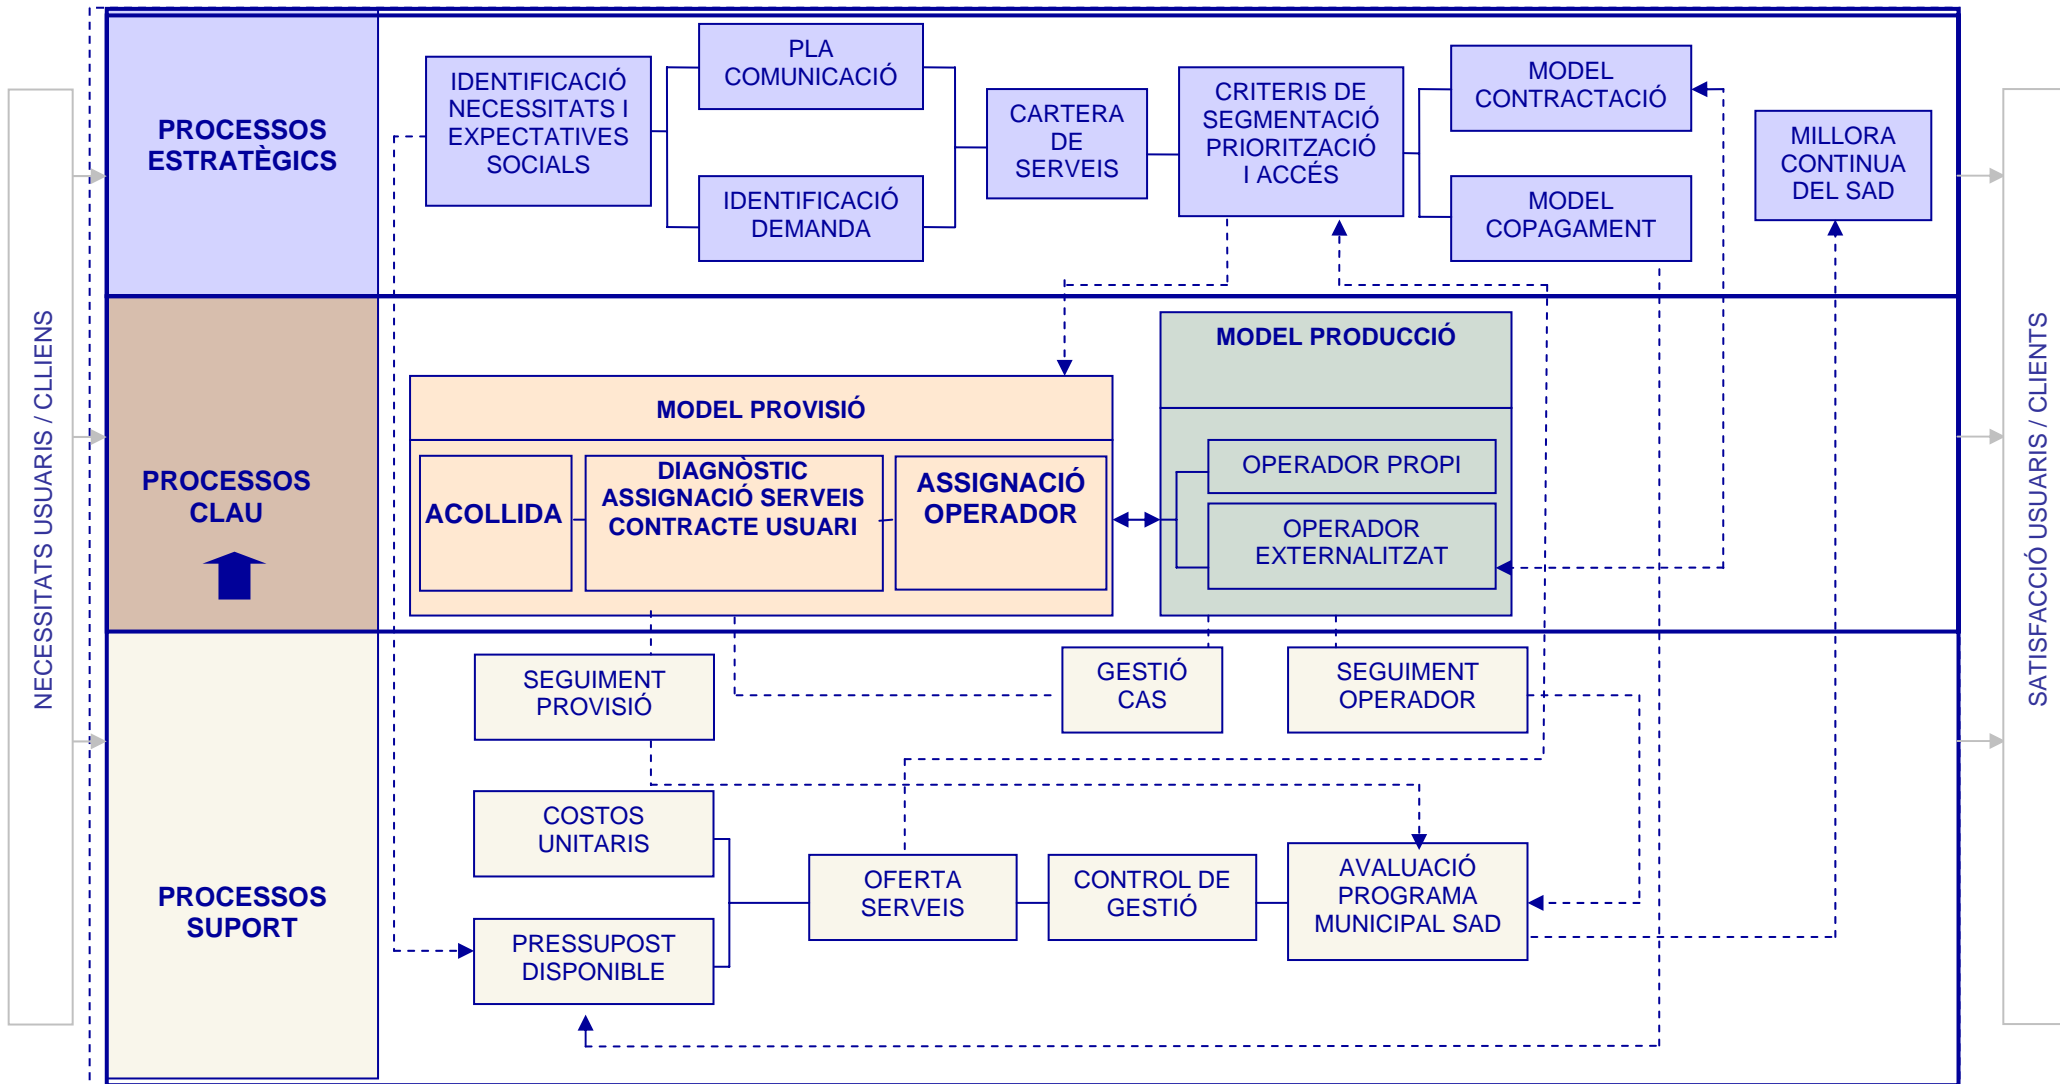 NECESSITATS USUARIS / CLLIENS
PROCESSOS
ESTRATÈGICS
IDENTIFICACIÓ
NECESSITATS I
EXPECTATIVES
SOCIALS
PLA
COMUNICACIÓ
IDENTIFICACIÓ
DEMANDA
CARTERA
DE
SERVEIS
CRITERIS DE
SEGMENTACIÓ
PRIORITZACIÓ
I ACCÉS
MODEL
CONTRACTACIÓ
MODEL
COPAGAMENT
MILLORA
CONTINUA
DEL SAD
PROCESSOS
CLAU
MODEL PROVISIÓ
ACOLLIDA
DIAGNÒSTIC
ASSIGNACIÓ SERVEIS
CONTRACTE USUARI
ASSIGNACIÓ
OPERADOR
MODEL PRODUCCIÓ
OPERADOR PROPI
OPERADOR
EXTERNALITZAT
PROCESSOS
SUPORT
SEGUIMENT
PROVISIÓ
GESTIÓ
CAS
SEGUIMENT
OPERADOR
COSTOS
UNITARIS
PRESSUPOST
DISPONIBLE
OFERTA
SERVEIS
CONTROL DE
GESTIÓ
AVALUACIÓ
PROGRAMA
MUNICIPAL SAD
SATISFACCIÓ USUARIS / CLIENTS